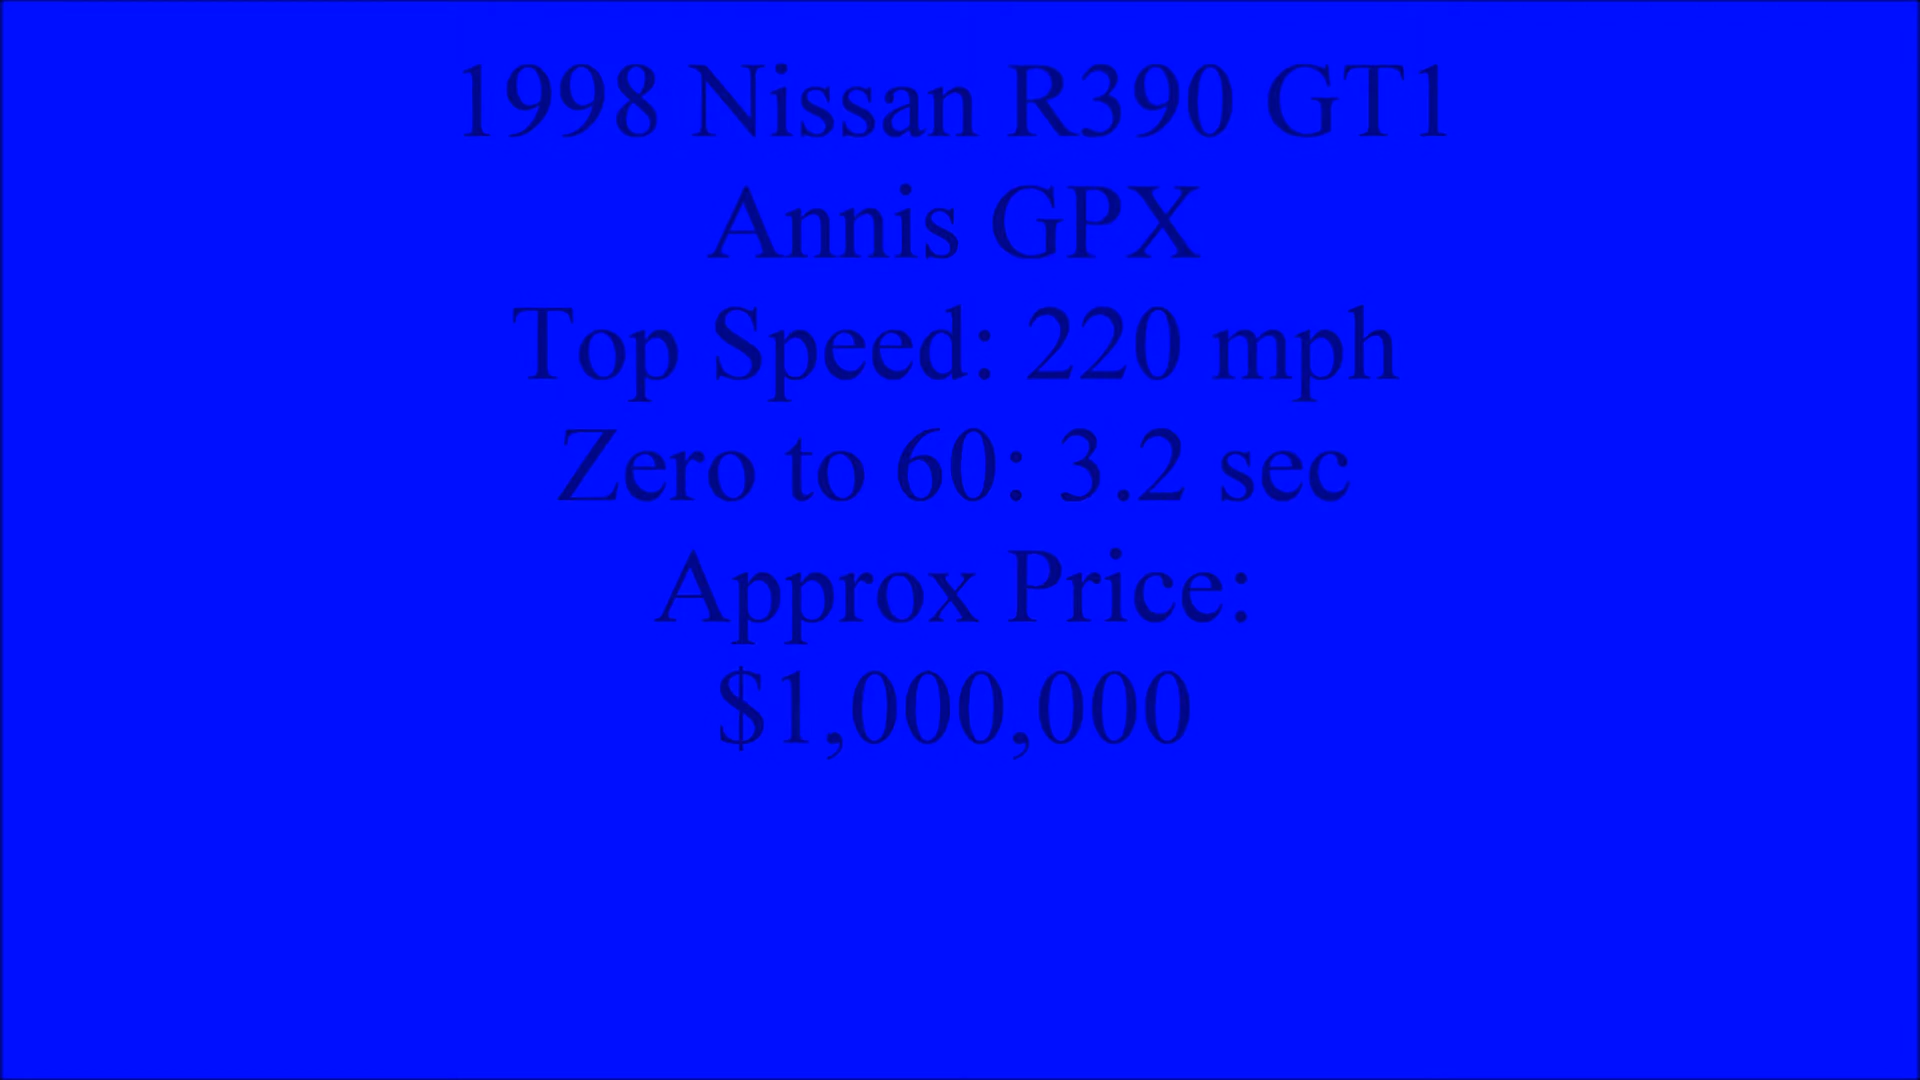 1998 Nissan R390 GT1
Annis GPX
Top Speed: 220 mph
Zero to 60: 3.2 sec
Approx Price:
$1,000,000